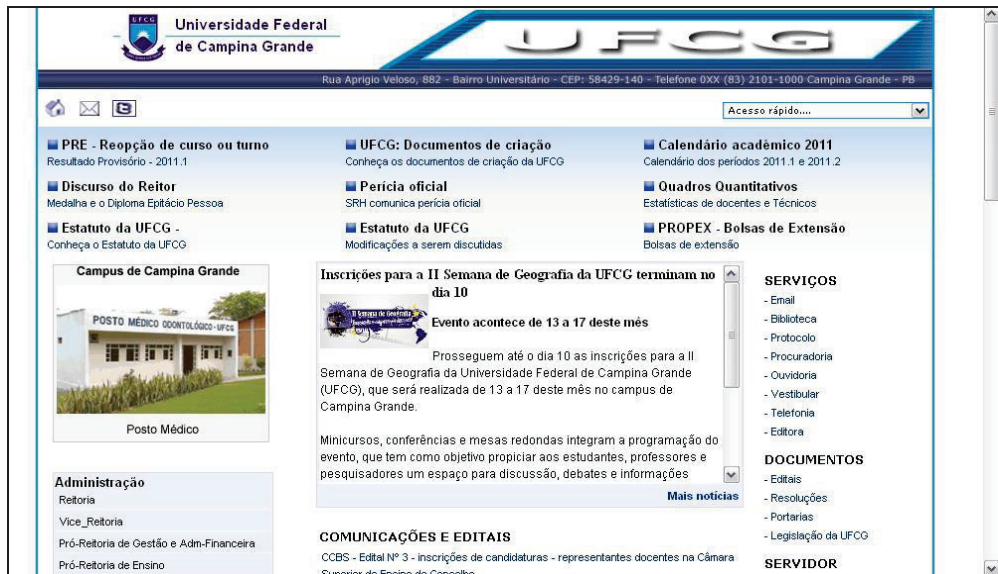 UFCG
Universidade Federal
de Campina Grande
UFCG
Rua Aprigio Veloso, 882 - Bairro Universitário - CEP: 58429-140 - Telefone 0XX (83) 2101-1000 Campina Grande - PB
Acesso rápido....
PRE - Reopção de curso ou turno
Resultado Provisório - 2011.1
UFCG: Documentos de criação
Conheça os documentos de criação da UFCG
Calendário acadêmico 2011
Calendário dos períodos 2011.1 e 2011.2
Discurso do Reitor
Medalha e o Diploma Epitácio Pessoa
Perícia oficial
SRH comunica perícia oficial
Quadros Quantitativos
Estatísticas de docentes e Técnicos
Estatuto da UFCG -
Conheça o Estatuto da UFCG
Estatuto da UFCG
Modificações a serem discutidas
PROPEX - Bolsas de Extensão
Bolsas de extensão
Campus de Campina Grande
POSTO MÉDICO ODONTOLÓGICO-UFCG
Posto Médico
Administração
Reitoria
Vice_Reitoria
Pró-Reitoria de Gestão e Adm-Financeira
Pró-Reitoria de Ensino
Inscrições para a II Semana de Geografia da UFCG terminam no
dia 10
II Semana de Geografia
Evento acontece de 13 a 17 deste mês
Prosseguem até o dia 10 as inscrições para a II
Semana de Geografia da Universidade Federal de Campina Grande
(UFCG), que será realizada de 13 a 17 deste mês no campus de
Campina Grande.
Minicursos, conferências e mesas redondas integram a programação do
evento, que tem como objetivo propiciar aos estudantes, professores e
pesquisadores um espaço para discussão, debates e informações
Mais notícias
COMUNICAÇÕES E EDITAIS
CCBS - Edital Nº 3 - inscrições de candidaturas - representantes docentes na Câmara
Superior de Ensino do Conselho
SERVIÇOS
- Email
- Biblioteca
- Protocolo
- Procuradoria
- Ouvidoria
- Vestibular
- Telefonia
- Editora
DOCUMENTOS
- Editais
- Resoluções
- Portarias
- Legislação da UFCG
SERVIDOR